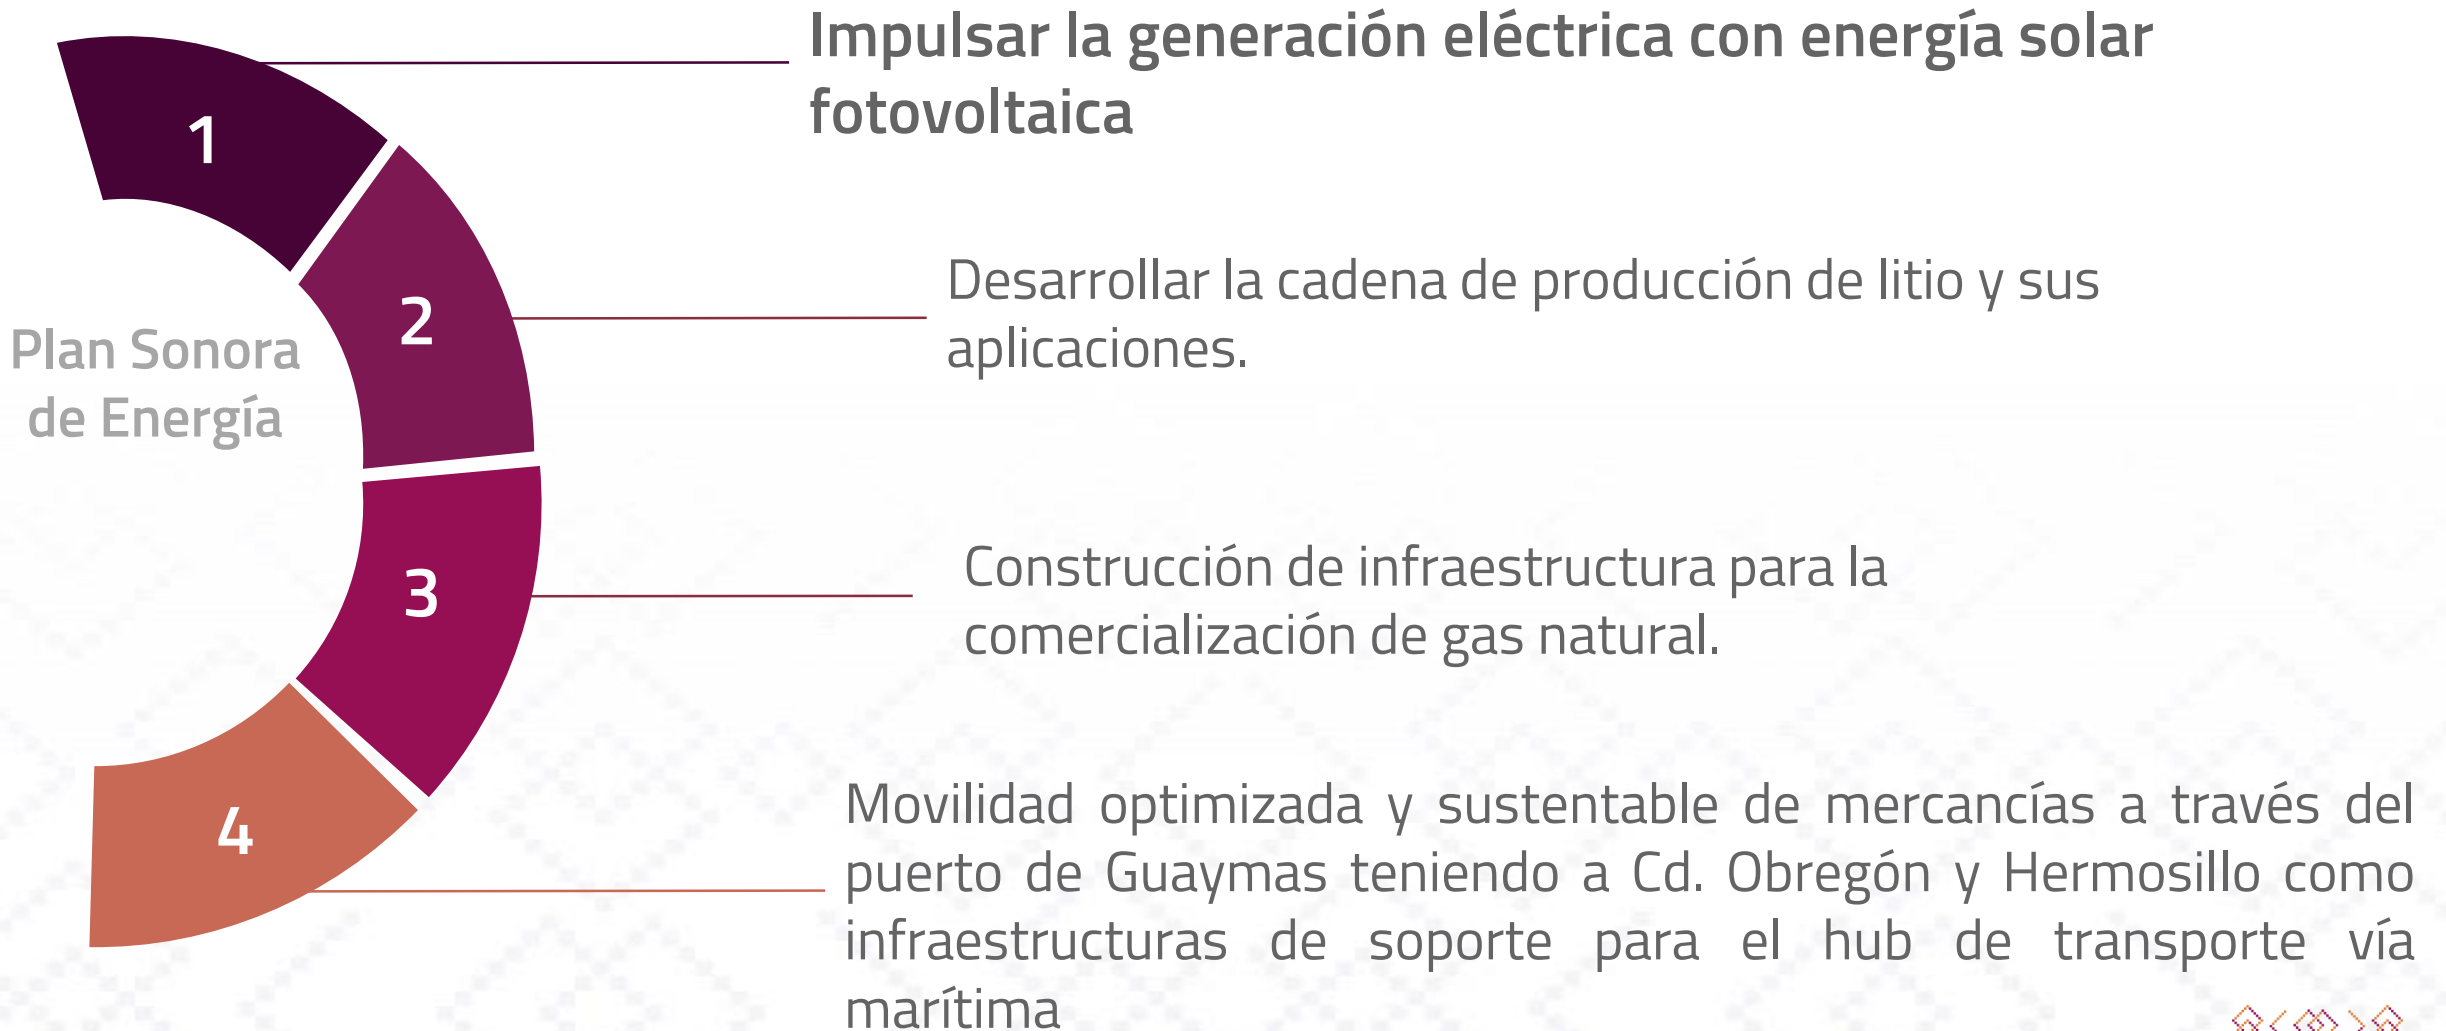 Plan Sonora
de Energía
1
Impulsar la generación eléctrica con energía solar
fotovoltaica
2
Desarrollar la cadena de producción de litio y sus
aplicaciones.
3
Construcción de infraestructura para la
comercialización de gas natural.
4
Movilidad optimizada y sustentable de mercancías a través del
puerto de Guaymas teniendo a Cd. Obregón y Hermosillo como
infraestructuras de soporte para el hub de transporte vía
marítima